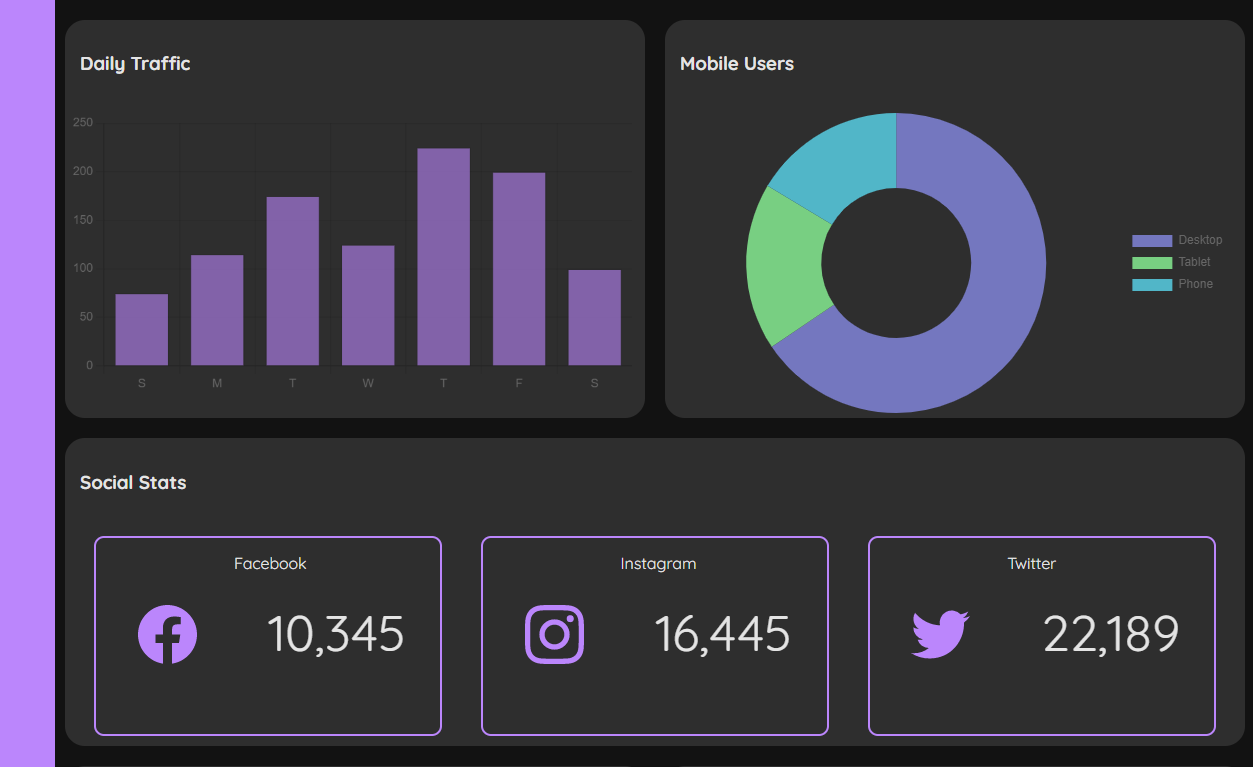 Daily Traffic
250
200
150
100
50
0
S M T W T F S
Mobile Users
Desktop
Tablet
Phone
Social Stats
Facebook
10,345
Instagram
16,445
Twitter
22,189